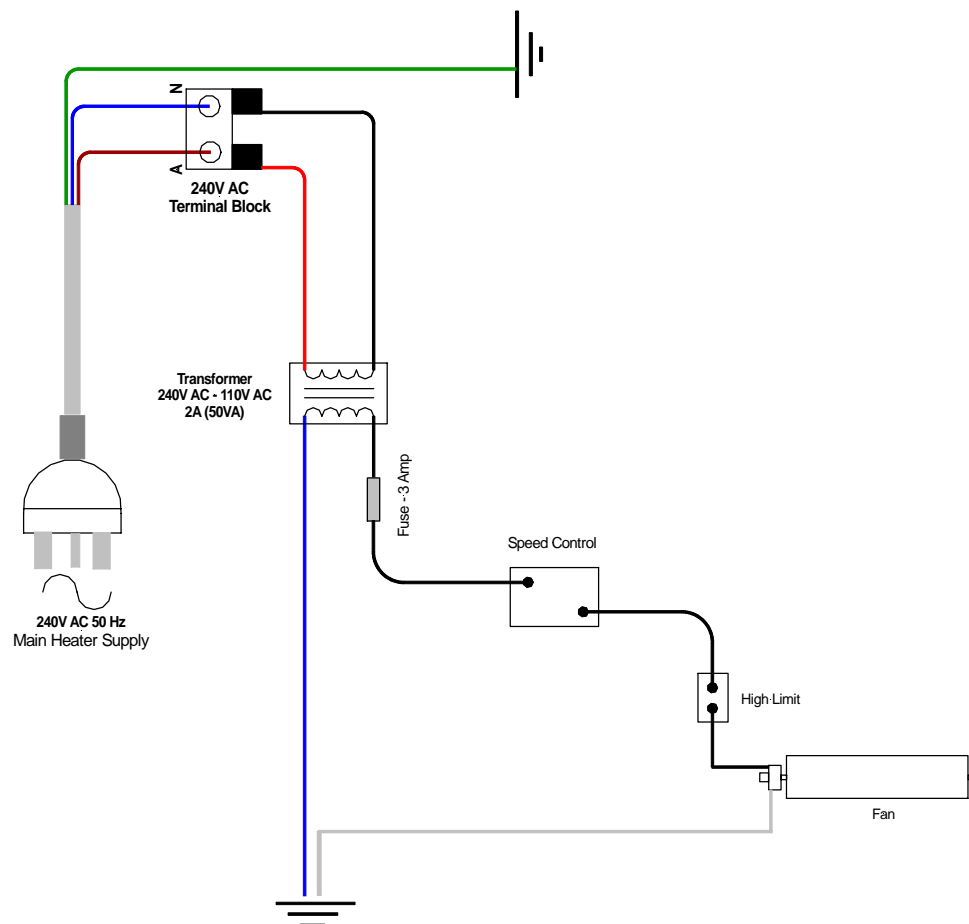 N
A
240V AC
Terminal Block
Transformer
240V AC - 110V AC
2A (50VA)
Fuse - 3 Amp
Speed Control
240V AC 50 Hz
Main Heater Supply
High Limit
Fan